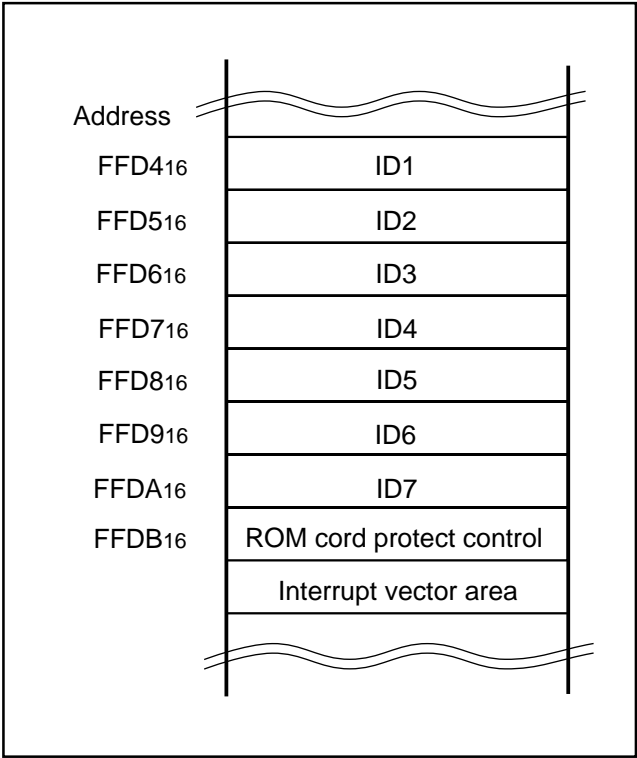 Address
FFD416 ID1
FFD516 ID2
FFD616 ID3
FFD716 ID4
FFD816 ID5
FFD916 ID6
FFDA16 ID7
FFDB16 ROM cord protect control
Interrupt vector area